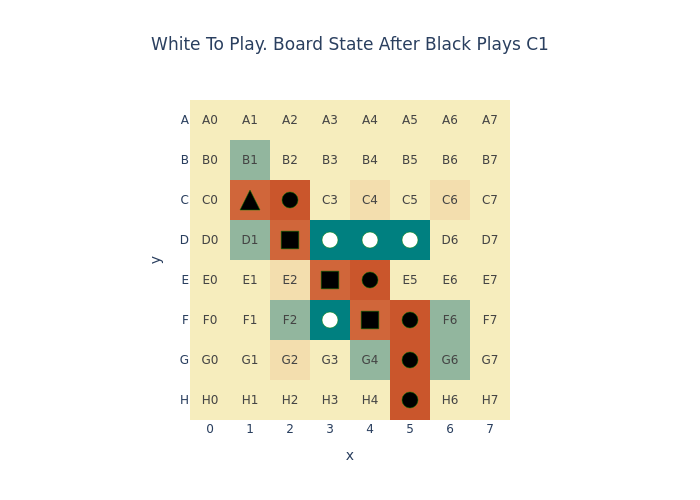 White To Play. Board State After Black Plays C1
A A0 A1 A2 A3 A4 A5 A6 A7
B B0 B1 B2 B3 B4 B5 B6 B7
C C0 C3 C4 C5 C6 C7
D D0 D1 D6 D7
E E0 E1 E2 E5 E6 E7
F F0 F1 F2 F6 F7
G G0 G1 G2 G3 G4 G6 G7
H H0 H1 H2 H3 H4 H6 H7
0 1 2 3 4 5 6 7
x
y